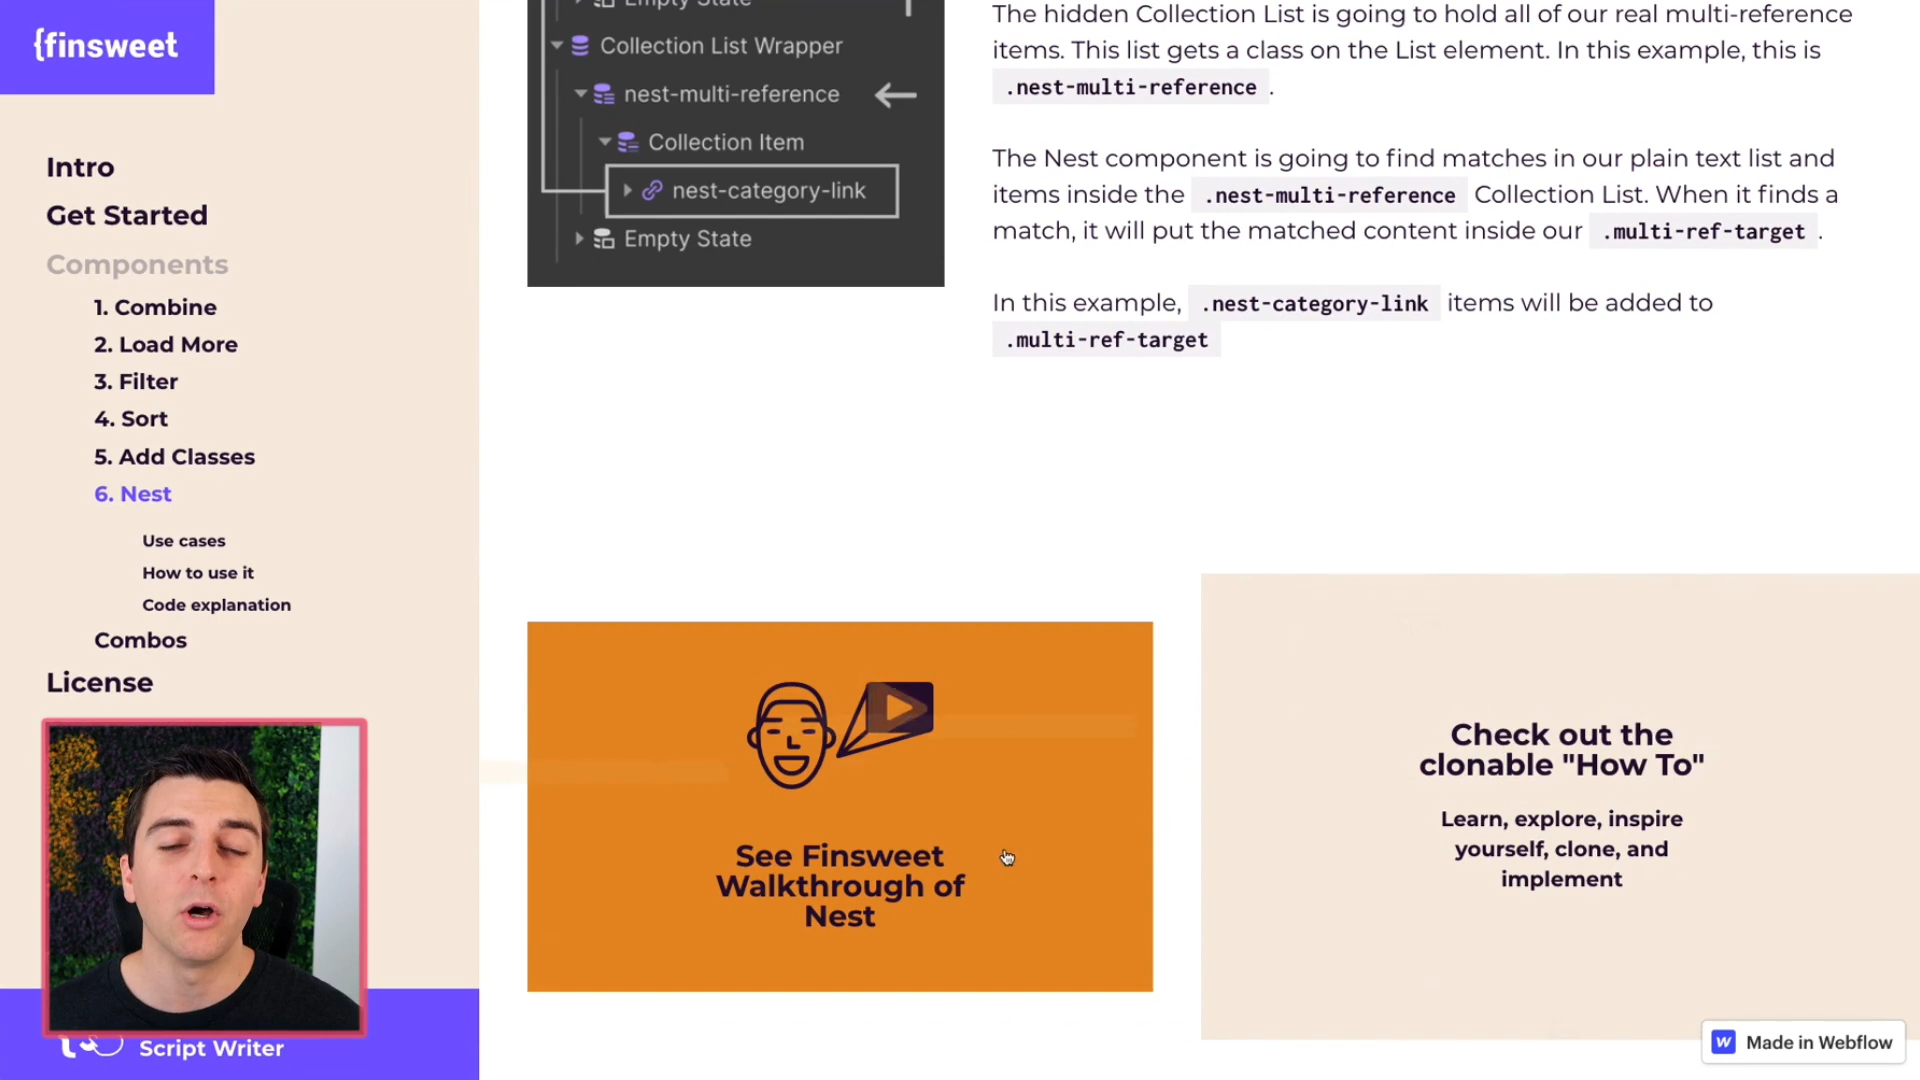 {finsweet
Intro
Get Started
Components
1. Combine
2. Load More
3. Filter
4. Sort
5. Add Classes
6. Nest
Use cases
How to use it
Code explanation
Combos
License
Script Writer
Empty State
Collection List Wrapper
nest-multi-reference
Collection Item
nest-category-link
Empty State
The hidden Collection List is going to hold all of our real multi-reference
items. This list gets a class on the List element. In this example, this is
.nest-multi-reference .
The Nest component is going to find matches in our plain text list and
items inside the .nest-multi-reference Collection List. When it finds a
match, it will put the matched content inside our .multi-ref-target .
In this example, .nest-category-link items will be added to
.multi-ref-target
See Finsweet
Walkthrough of
Nest
Check out the
clonable "How To"
Learn, explore, inspire
yourself, clone, and
implement
Made in Webflow